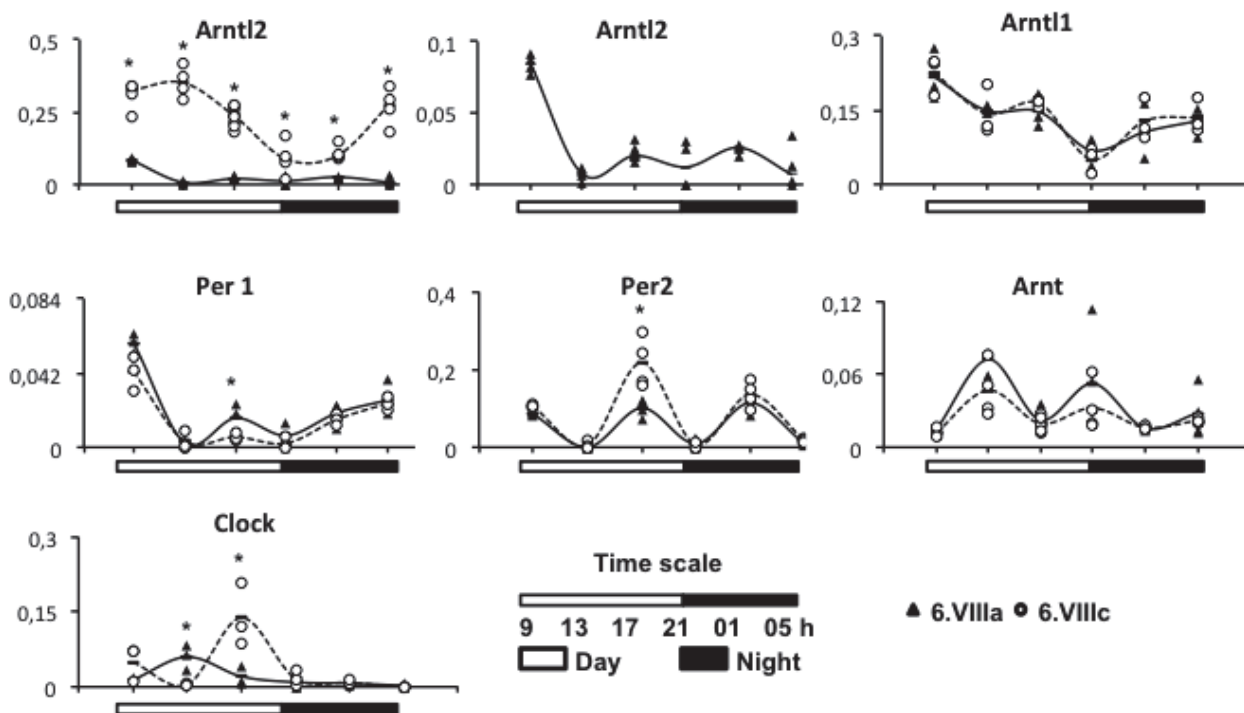 Arntl2
Arntl2
Arntl1
0,5
0,25
0
* * * * * *
0,1
0,05
0
0,3
0,15
0
Per 1
Per2
Arnt
0,084
0,042
0
*
0,4
0,2
0
*
0,12
0,06
0
Clock
0,3
0,15
0
* *
Time scale
9 13 17 21 01 05 h
Day Night
6.VIIIa 6.VIIIc